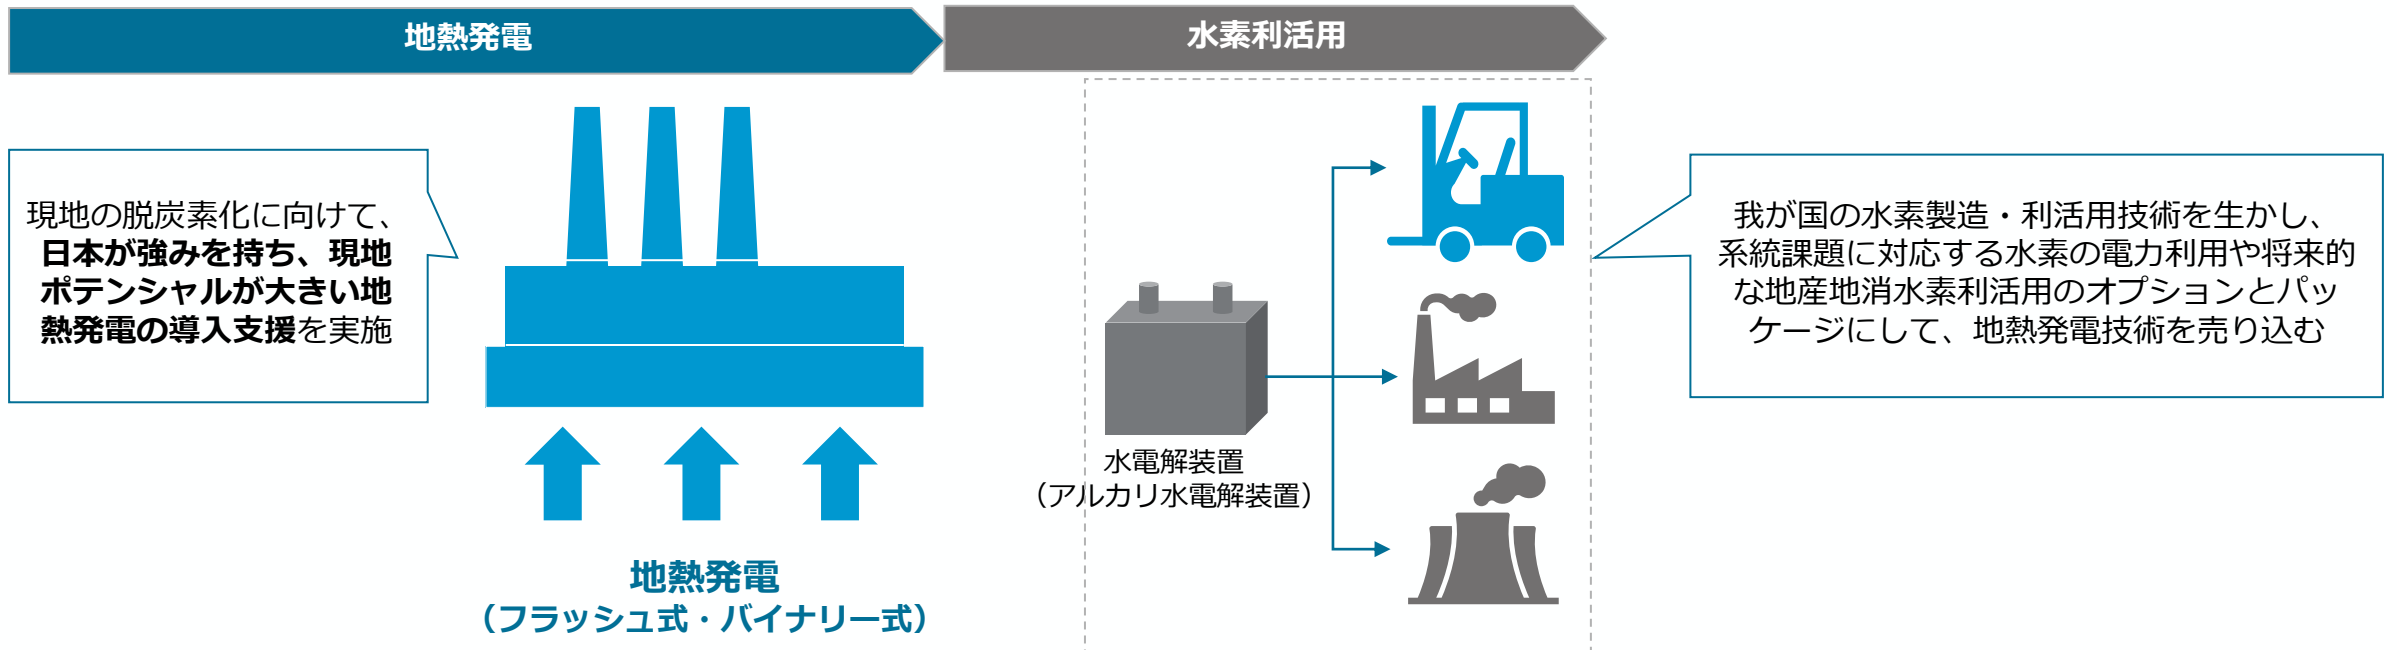 地熱発電
水素利活用
現地の脱炭素化に向けて、
日本が強みを持ち、現地
ポテンシャルが大きい地
熱発電の導入支援を実施
我が国の水素製造・利活用技術を生かし、
系統課題に対応する水素の電力利用や将来的
な地産地消水素利活用のオプションとパッ
ケージにして、地熱発電技術を売り込む
水電解装置
（アルカリ水電解装置）
地熱発電
（フラッシュ式・バイナリー式）